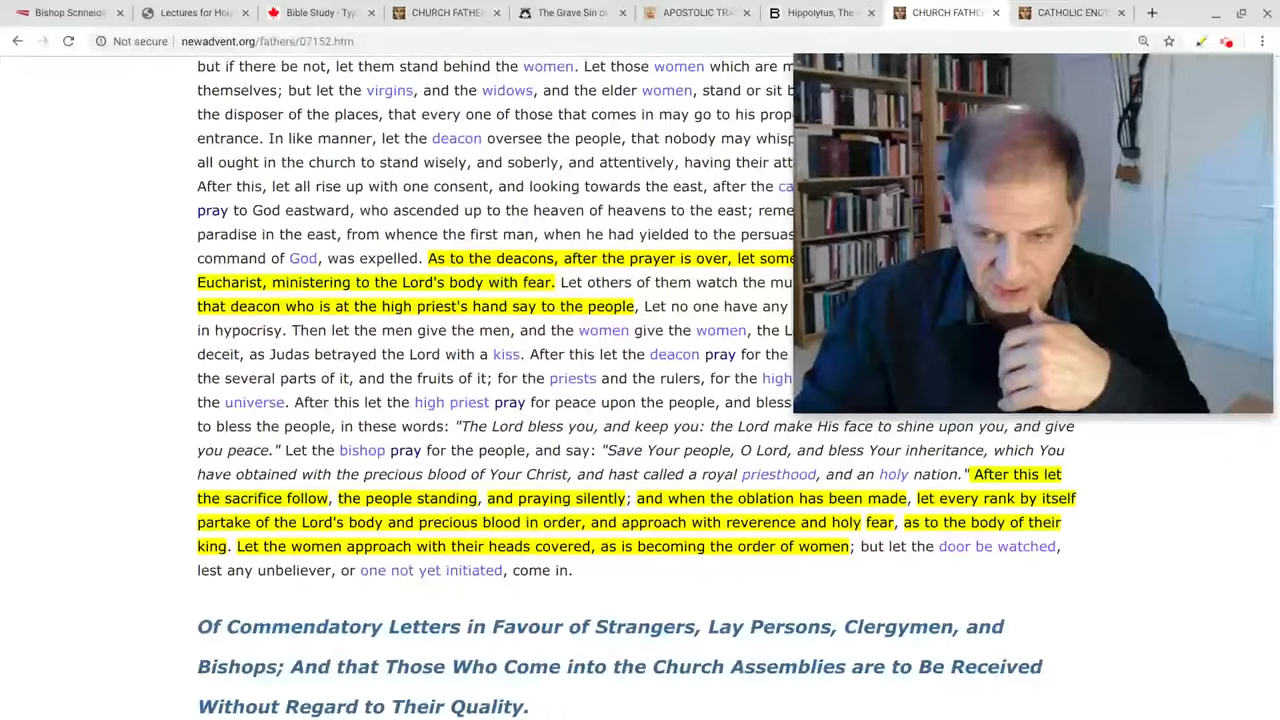 Bishop Schneid
Lectures for Holy
Bible Study - Typ
CHURCH FATHE
The Grave Sin o
APOSTOLIC TRA
Hippolytus, The
CHURCH FATHE
CATHOLIC ENC
Not secure | newadvent.org/fathers/07152.htm
but if there be not, let them stand behind the women. Let those women which are m
themselves; but let the virgins, and the widows, and the elder women, stand or sit b
the disposer of the places, that every one of those that comes in may go to his prop
entrance. In like manner, let the deacon oversee the people, that nobody may whisp
all ought in the church to stand wisely, and soberly, and attentively, having their att
After this, let all rise up with one consent, and looking towards the east, after the ca
pray to God eastward, who ascended up to the heaven of heavens to the east; reme
paradise in the east, from whence the first man, when he had yielded to the persuas
command of God, was expelled. As to the deacons, after the prayer is over, let some
Eucharist, ministering to the Lord's body with fear. Let others of them watch the mu
that deacon who is at the high priest's hand say to the people, Let no one have any
in hypocrisy. Then let the men give the men, and the women give the women, the L
deceit, as Judas betrayed the Lord with a kiss. After this let the deacon pray for the
the several parts of it, and the fruits of it; for the priests and the rulers, for the high
the universe. After this let the high priest pray for peace upon the people, and bless
to bless the people, in these words: "The Lord bless you, and keep you: the Lord make His face to shine upon you, and give
you peace." Let the bishop pray for the people, and say: "Save Your people, O Lord, and bless Your inheritance, which You
have obtained with the precious blood of Your Christ, and hast called a royal priesthood, and an holy nation." After this let
the sacrifice follow, the people standing, and praying silently; and when the oblation has been made, let every rank by itself
partake of the Lord's body and precious blood in order, and approach with reverence and holy fear, as to the body of their
king. Let the women approach with their heads covered, as is becoming the order of women; but let the door be watched,
lest any unbeliever, or one not yet initiated, come in.
Of Commendatory Letters in Favour of Strangers, Lay Persons, Clergymen, and
Bishops; And that Those Who Come into the Church Assemblies are to Be Received
Without Regard to Their Quality.